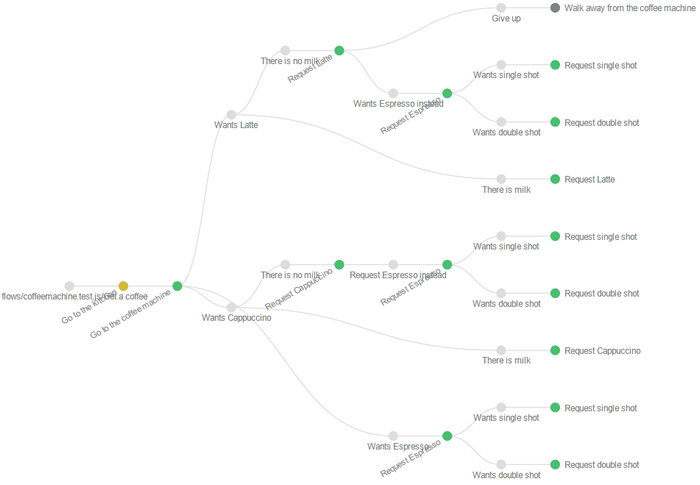 Walk away from the coffee machine
Give up
There is no milk
Request Latte
Request single shot
Wants single shot
Wants Espresso instead
Request Espresso
Wants Latte
Request double shot
Wants double shot
Request Latte
There is milk
Request single shot
Wants single shot
There is no milk
Request Cappuccino
Request Espresso instead
Request Espresso
Request double shot
Wants double shot
flows/coffeemachine.test.js/Get a coffee
Go to the kitchen
Go to the coffee machine
Wants Cappuccino
Request Cappuccino
There is milk
Request single shot
Wants single shot
Wants Espresso
Request Espresso
Request double shot
Wants double shot